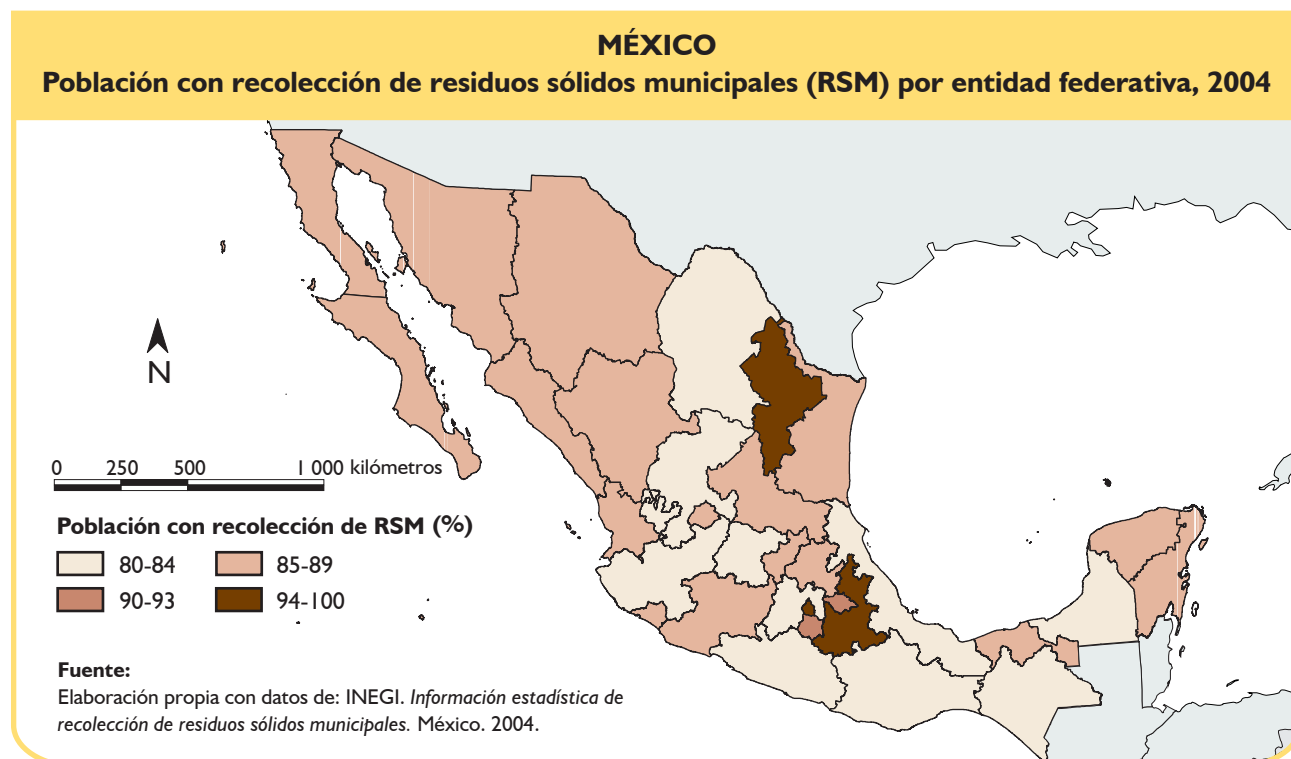 MÉXICO
Población con recolección de residuos sólidos municipales (RSM) por entidad federativa, 2004
N
0 250 500 1 000 kilómetros
Población con recolección de RSM (%)
80-84 85-89
90-93 94-100
Fuente:
Elaboración propia con datos de: INEGI. Información estadística de
recolección de residuos sólidos municipales. México. 2004.